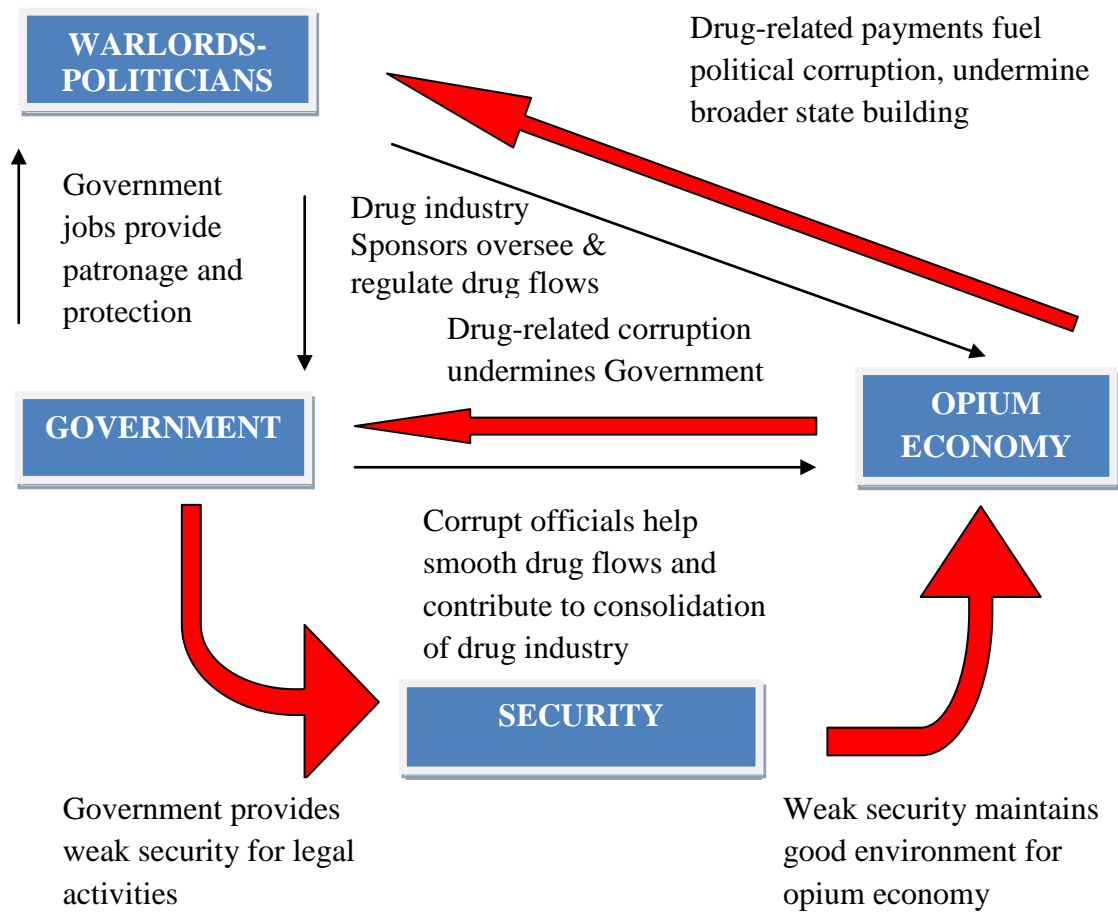 WARLORDS-
POLITICIANS
Drug-related payments fuel
political corruption, undermine
broader state building
Government
jobs provide
patronage and
protection
Drug industry
Sponsors oversee &
regulate drug flows
Drug-related corruption
undermines Government
GOVERNMENT
OPIUM
ECONOMY
Corrupt officials help
smooth drug flows and
contribute to consolidation
of drug industry
SECURITY
Government provides
weak security for legal
activities
Weak security maintains
good environment for
opium economy